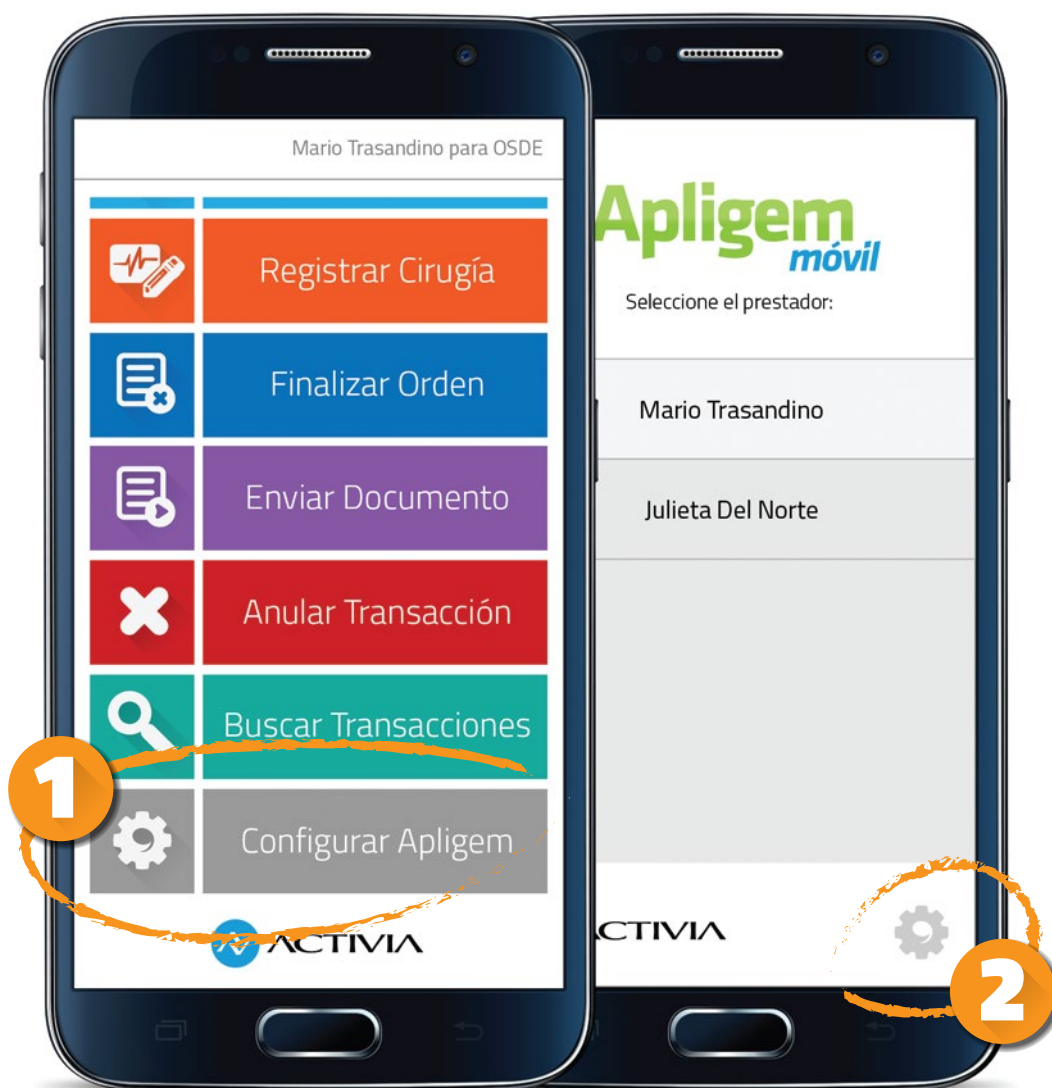 Mario Trasandino para OSDE
Registrar Cirugía
Finalizar Orden
Enviar Documento
Anular Transacción
Buscar Transacciones
1
Configurar Apligem
ACTIVIA
Apligem
móvil
Seleccione el prestador:
Mario Trasandino
Julieta Del Norte
CTIVIA
2